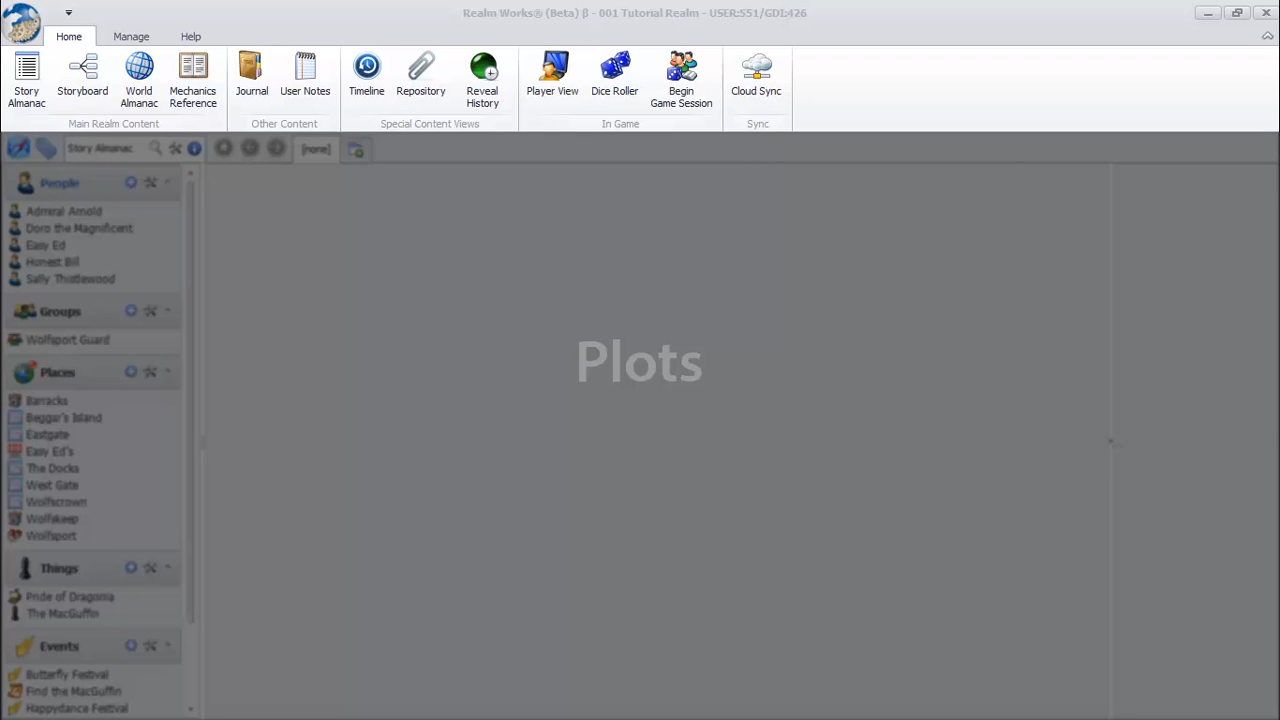 Realm Works® (Beta) β - 001 Tutorial Realm - USER:551/GDI:426
Home Manage Help
Story Almanac
Storyboard
World Almanac
Mechanics Reference
Journal
User Notes
Timeline
Repository
Reveal History
Player View
Dice Roller
Begin Game Session
Cloud Sync
Main Realm Content
Other Content
Special Content Views
In Game
Sync
Story Almanac
[none]
People
Admiral Arnold
Doro the Magnificent
Easy Ed
Honest Bill
Sally Thistlewood
Groups
Wolfsport Guard
Places
Barracks
Beggar's Island
Eastgate
Easy Ed's
The Docks
West Gate
Wolfscrown
Wolfskeep
Wolfsport
Things
Pride of Dragonia
The MacGuffin
Events
Butterfly Festival
Find the MacGuffin
Happydance Festival
Plots